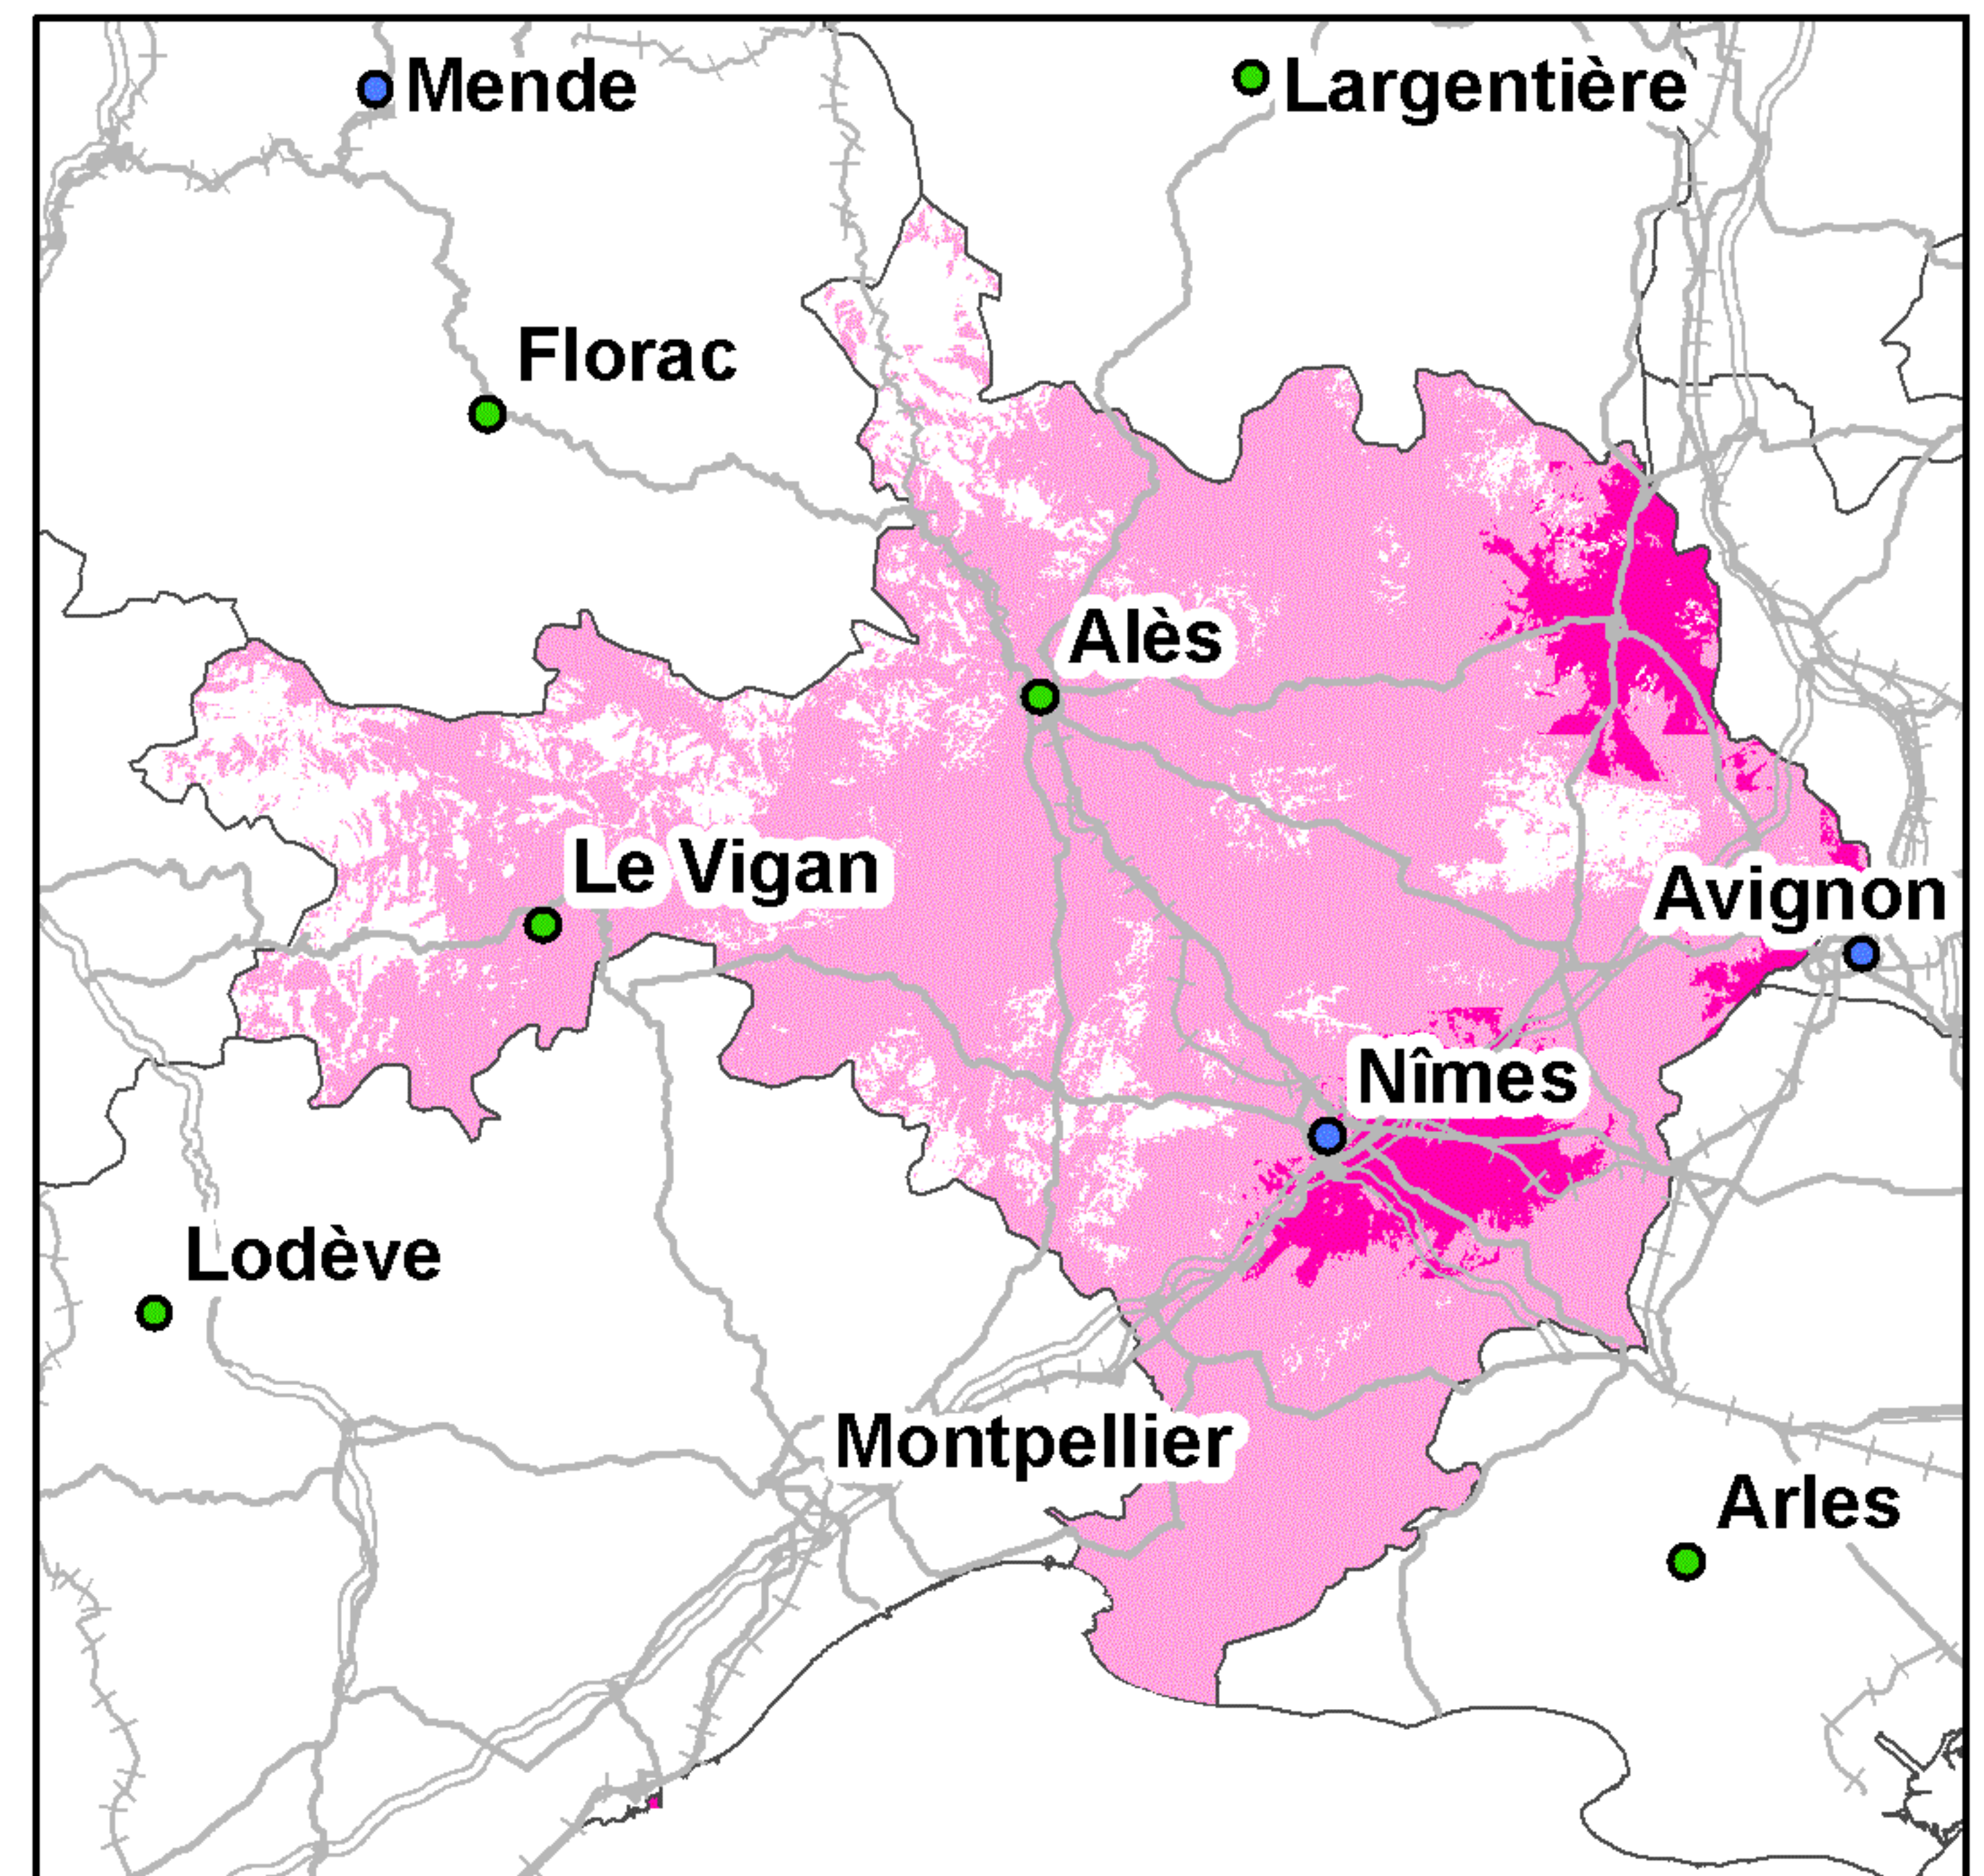 Mende
Largentière
Florac
Alès
Le Vigan
Avignon
Nîmes
Lodève
Montpellier
Arles